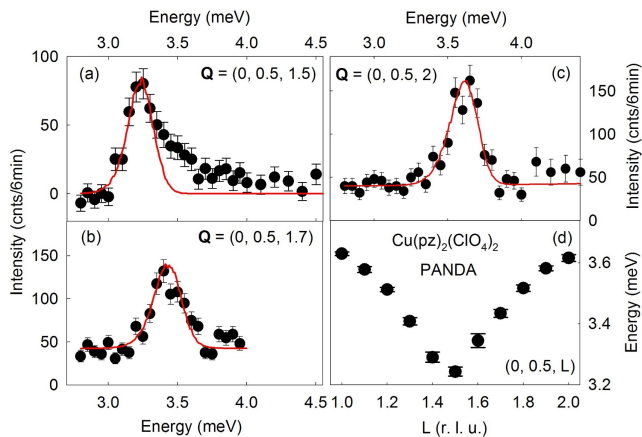 Energy (meV)
Energy (meV)
3.0 3.5 4.0 4.5
3.0 3.5 4.0
100
50
0
(a)
Q = (0, 0.5, 1.5)
Q = (0, 0.5, 2)
(c)
150
100
50
0
Intensity (cnts/6min)
Intensity (cnts/6min)
150
100
50
0
(b)
Q = (0, 0.5, 1.7)
Cu(pz)₂(ClO₄)₂
(d)
PANDA
(0, 0.5, L)
3.6
3.4
3.2
Energy (meV)
3.0 3.5 4.0 4.5
1.0 1.2 1.4 1.6 1.8 2.0
Energy (meV)
L (r. l. u.)